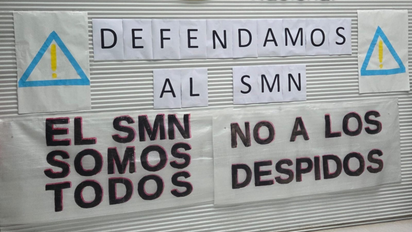 DEFENDAMOS
AL SMN
EL SMN
SOMOS
TODOS
NO A LOS
DESPIDOS